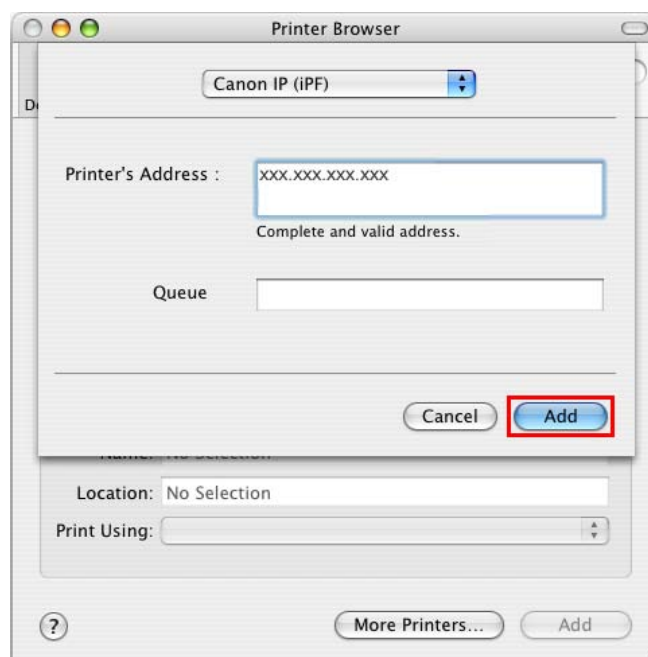 Printer Browser
Canon IP (iPF)
Printer's Address :
xxx.xxx.xxx.xxx
Complete and valid address.
Queue
Cancel
Add
Location: No Selection
Print Using:
?
More Printers...
Add